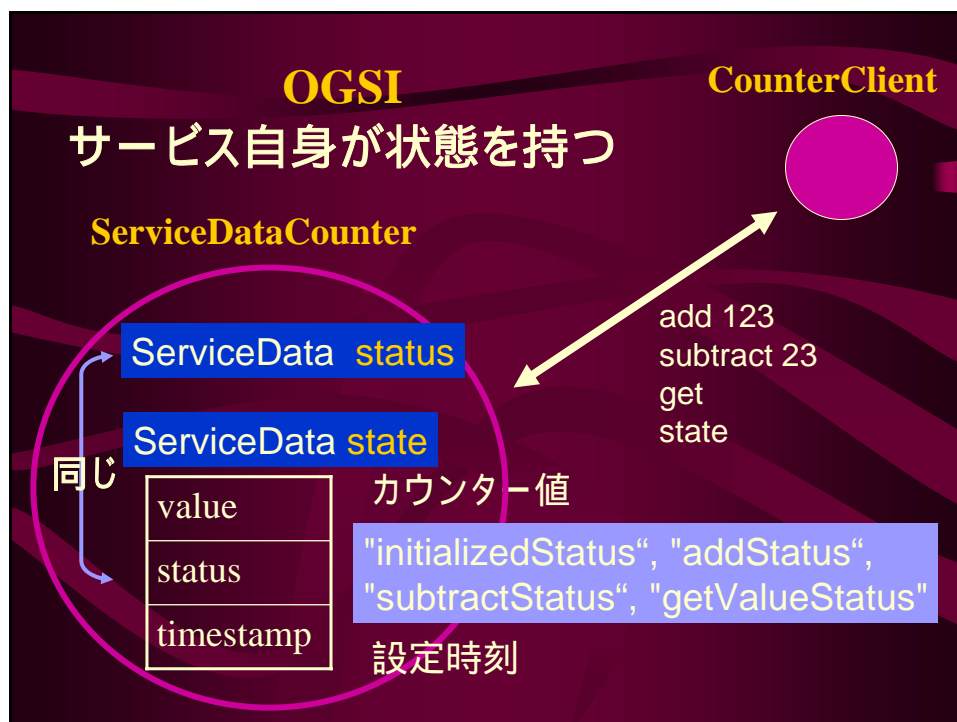 OGSI
サービス自身が状態を持つ
CounterClient
ServiceDataCounter
add 123
subtract 23
get
state
ServiceData status
ServiceData state
同じ
value
カウンター値
status
"initializedStatus“, "addStatus“,
"subtractStatus“, "getValueStatus"
timestamp
設定時刻